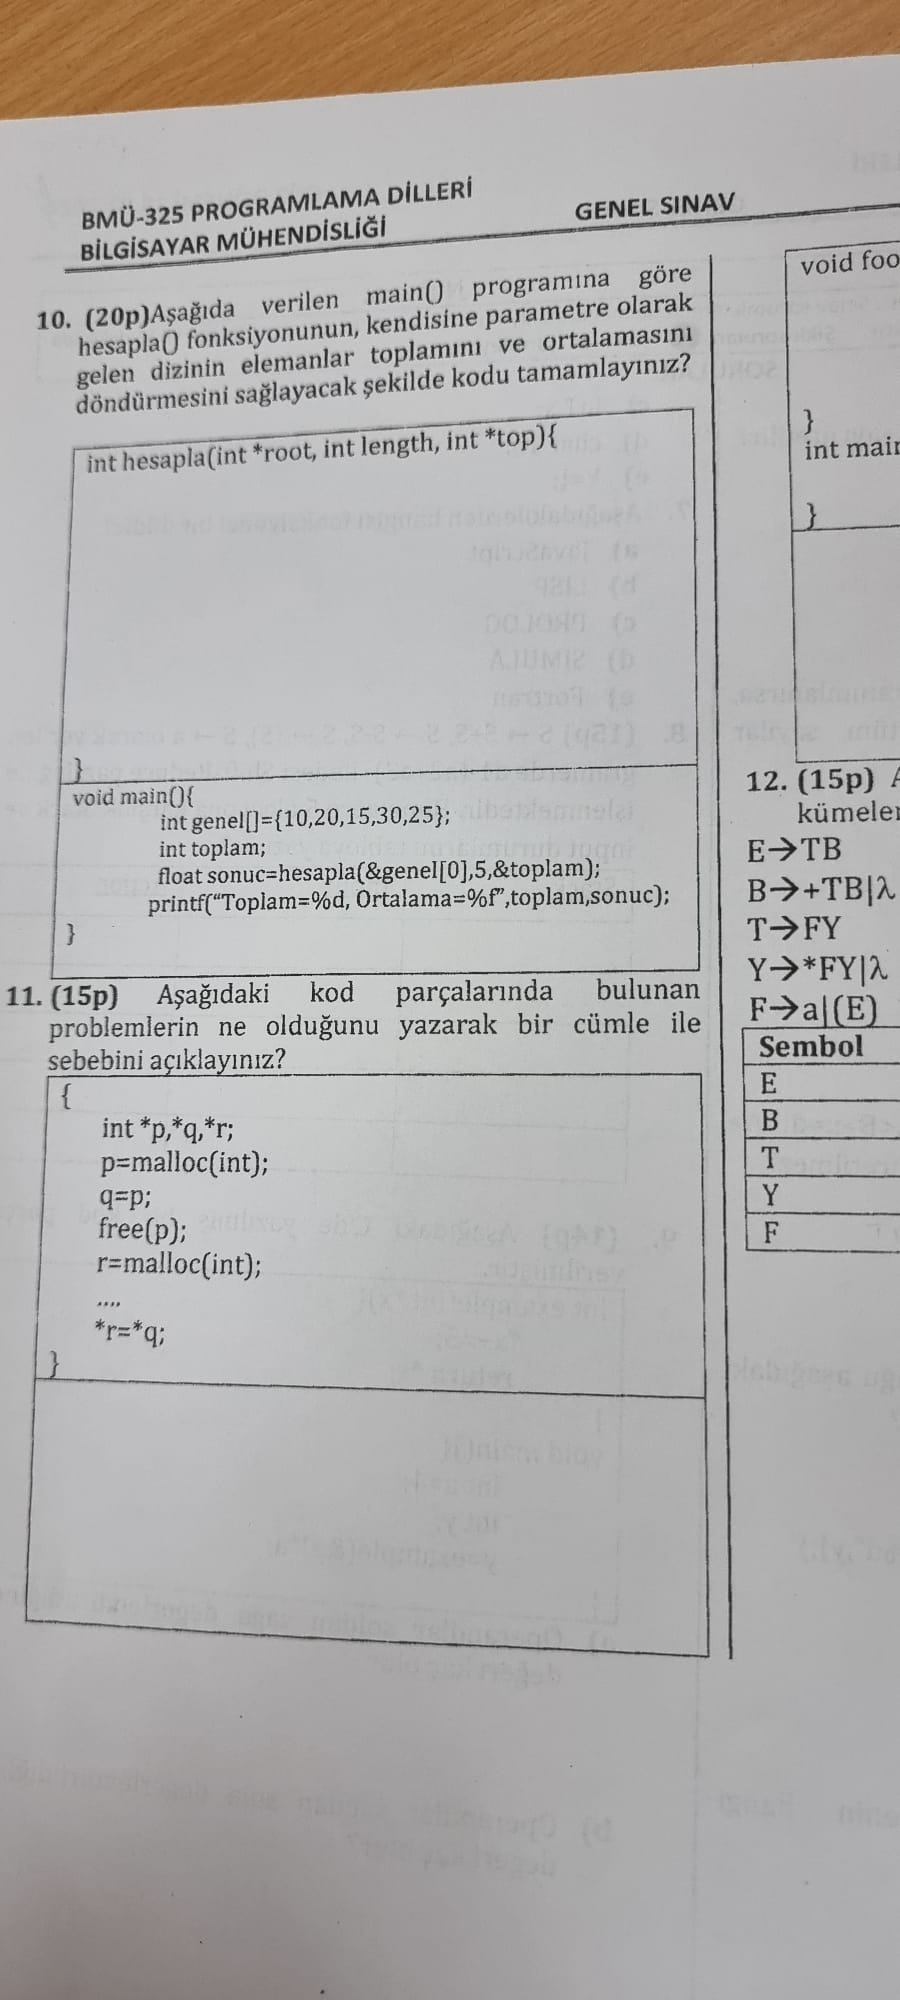 BMÜ-325 PROGRAMLAMA DİLLERİ
BİLGİSAYAR MÜHENDİSLİĞİ
GENEL SINAV
10. (20p)Aşağıda verilen main() programına göre
hesapla() fonksiyonunun, kendisine parametre olarak
gelen dizinin elemanlar toplamını ve ortalamasını
döndürmesini sağlayacak şekilde kodu tamamlayınız?
int hesapla(int *root, int length, int *top){
}
void main(){
int genel[]={10,20,15,30,25};
int toplam;
float sonuc=hesapla(&genel[0],5,&toplam);
printf("Toplam=%d, Ortalama=%f",toplam,sonuc);
}
11. (15p) Aşağıdaki kod parçalarında bulunan
problemlerin ne olduğunu yazarak bir cümle ile
sebebini açıklayınız?
{
int *p,*q,*r;
p=malloc(int);
q=p;
free(p);
r=malloc(int);
....
*r=*q;
}
void foo
}
int main
}
12. (15p) A
kümeler
E→TB
B→+TB|λ
T→FY
Y→*FY|λ
F→a|(E)
Sembol
E
B
T
Y
F